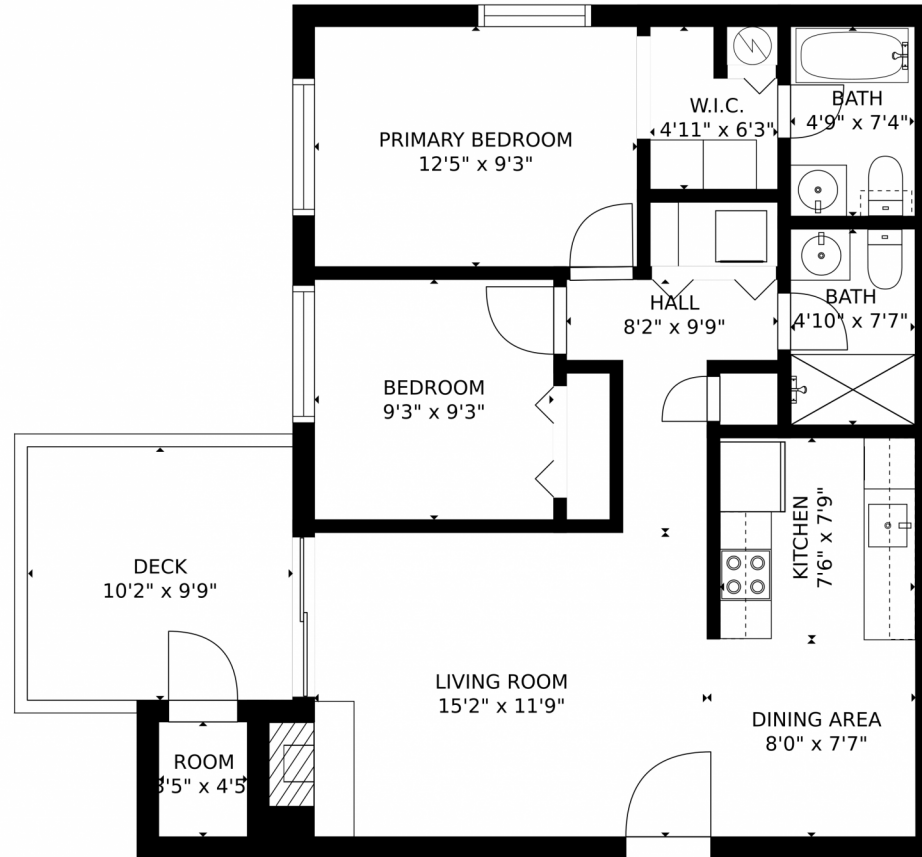 PRIMARY BEDROOM
12'5" x 9'3"
W.I.C.
4'11" x 6'3"
BATH
4'9" x 7'4"
HALL
8'2" x 9'9"
BATH
4'10" x 7'7"
BEDROOM
9'3" x 9'3"
KITCHEN
7'6" x 7'9"
DECK
10'2" x 9'9"
LIVING ROOM
15'2" x 11'9"
DINING AREA
8'0" x 7'7"
ROOM
3'5" x 4'5